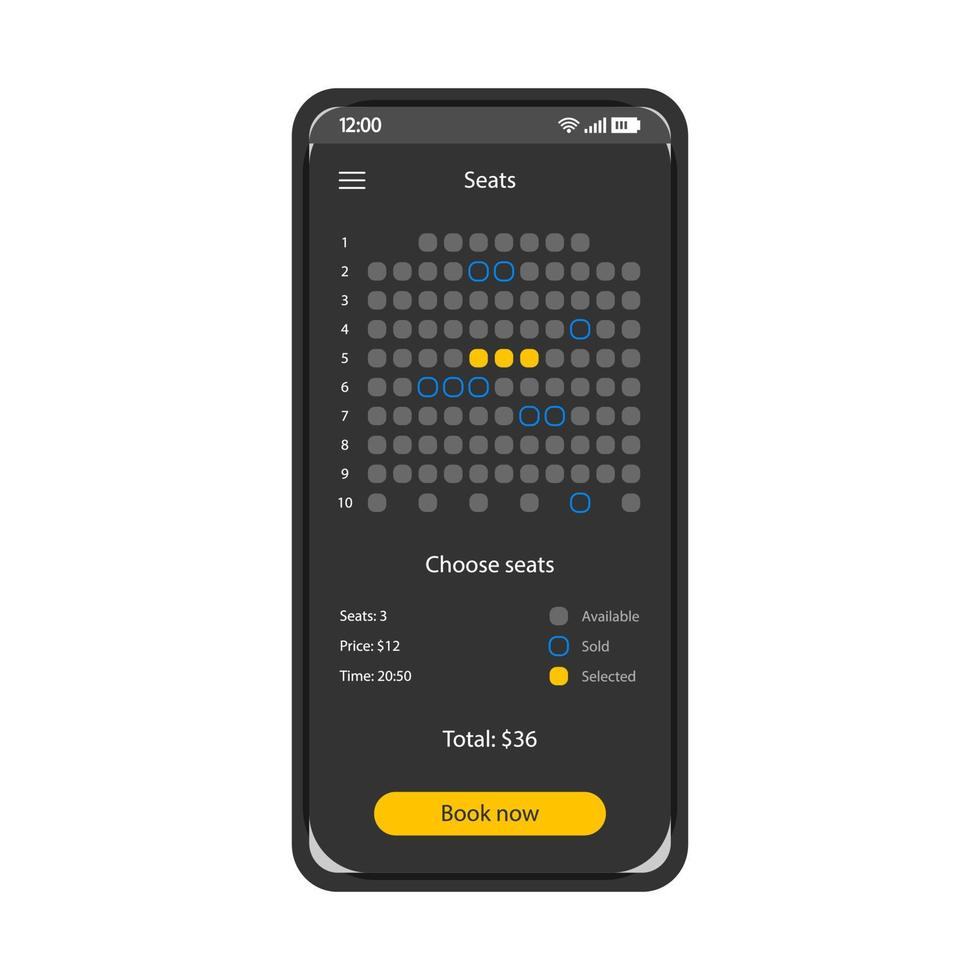 12:00
Seats
1
2
3
4
5
6
7
8
9
10
Choose seats
Seats: 3
Price: $12
Time: 20:50
Available
Sold
Selected
Total: $36
Book now